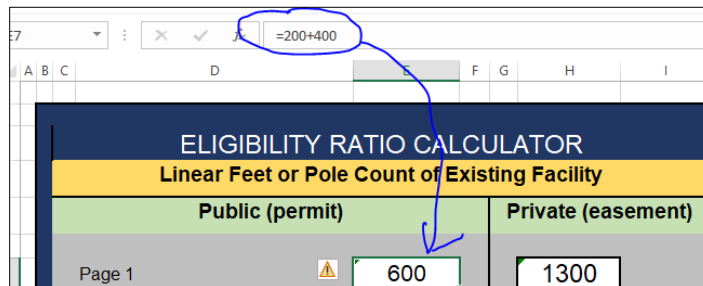 E7 =200+400
A B C D E F G H I
ELIGIBILITY RATIO CALCULATOR
Linear Feet or Pole Count of Existing Facility
Public (permit) Private (easement)
Page 1 600 1300